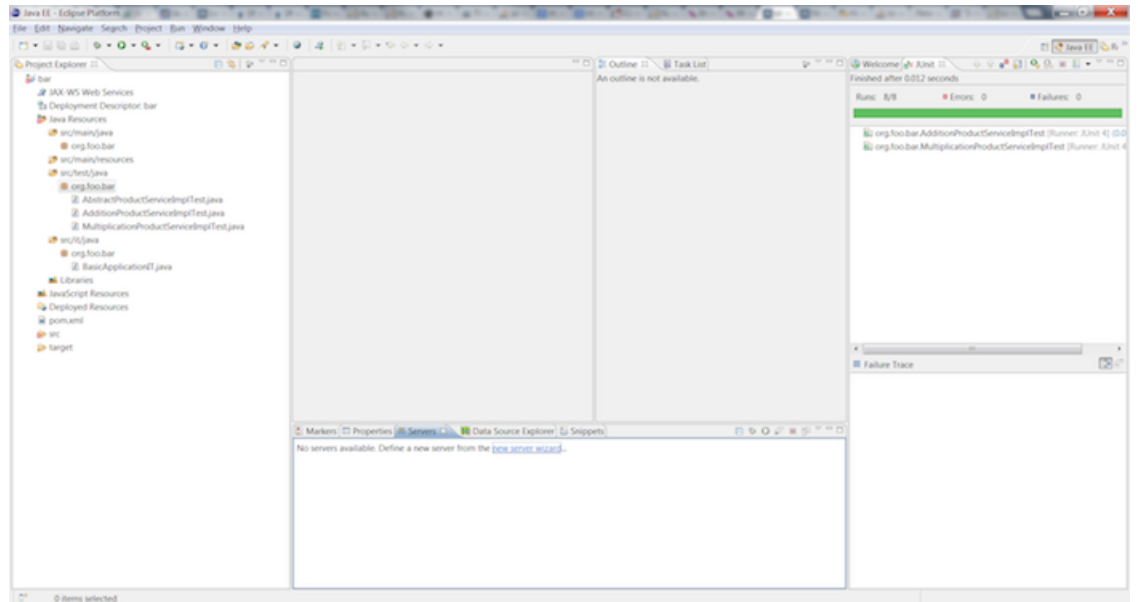 Java EE - Eclipse Platform
File Edit Navigate Search Project Run Window Help
Java EE
Project Explorer
bar
JAX-WS Web Services
Deployment Descriptor: bar
Java Resources
src/main/java
org.foo.bar
src/main/resources
src/test/java
org.foo.bar
AbstractProductServiceImplTest.java
AdditionProductServiceImplTest.java
MultiplicationProductServiceImplTest.java
src/it/java
org.foo.bar
BasicApplicationIT.java
Libraries
JavaScript Resources
Deployed Resources
pom.xml
src
target
Outline Task List
An outline is not available.
Welcome JUnit
Finished after 0.012 seconds
Runs: 8/8 Errors: 0 Failures: 0
org.foo.bar.AdditionProductServiceImplTest [Runner: JUnit 4] (0.0
org.foo.bar.MultiplicationProductServiceImplTest [Runner: JUnit 4
Failure Trace
Markers Properties Servers Data Source Explorer Snippets
No servers available. Define a new server from the new server wizard...
0 items selected